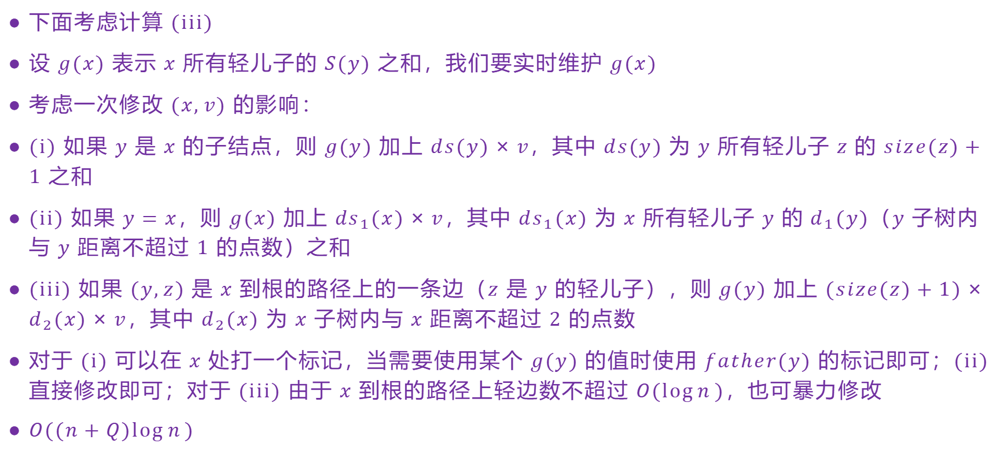 ● 下面考虑计算 (iii)
● 设 g(x) 表示 x 所有轻儿子的 S(y) 之和，我们要实时维护 g(x)
● 考虑一次修改 (x, v) 的影响：
● (i) 如果 y 是 x 的子结点，则 g(y) 加上 ds(y) × v，其中 ds(y) 为 y 所有轻儿子 z 的 size(z) +
1 之和
● (ii) 如果 y = x，则 g(x) 加上 ds₁(x) × v，其中 ds₁(x) 为 x 所有轻儿子 y 的 d₁(y)（y 子树内
与 y 距离不超过 1 的点数）之和
● (iii) 如果 (y, z) 是 x 到根的路径上的一条边（z 是 y 的轻儿子），则 g(y) 加上 (size(z) + 1) ×
d₂(x) × v，其中 d₂(x) 为 x 子树内与 x 距离不超过 2 的点数
● 对于 (i) 可以在 x 处打一个标记，当需要使用某个 g(y) 的值时使用 father(y) 的标记即可；(ii)
直接修改即可；对于 (iii) 由于 x 到根的路径上轻边数不超过 O(log n)，也可暴力修改
● O((n + Q)log n)